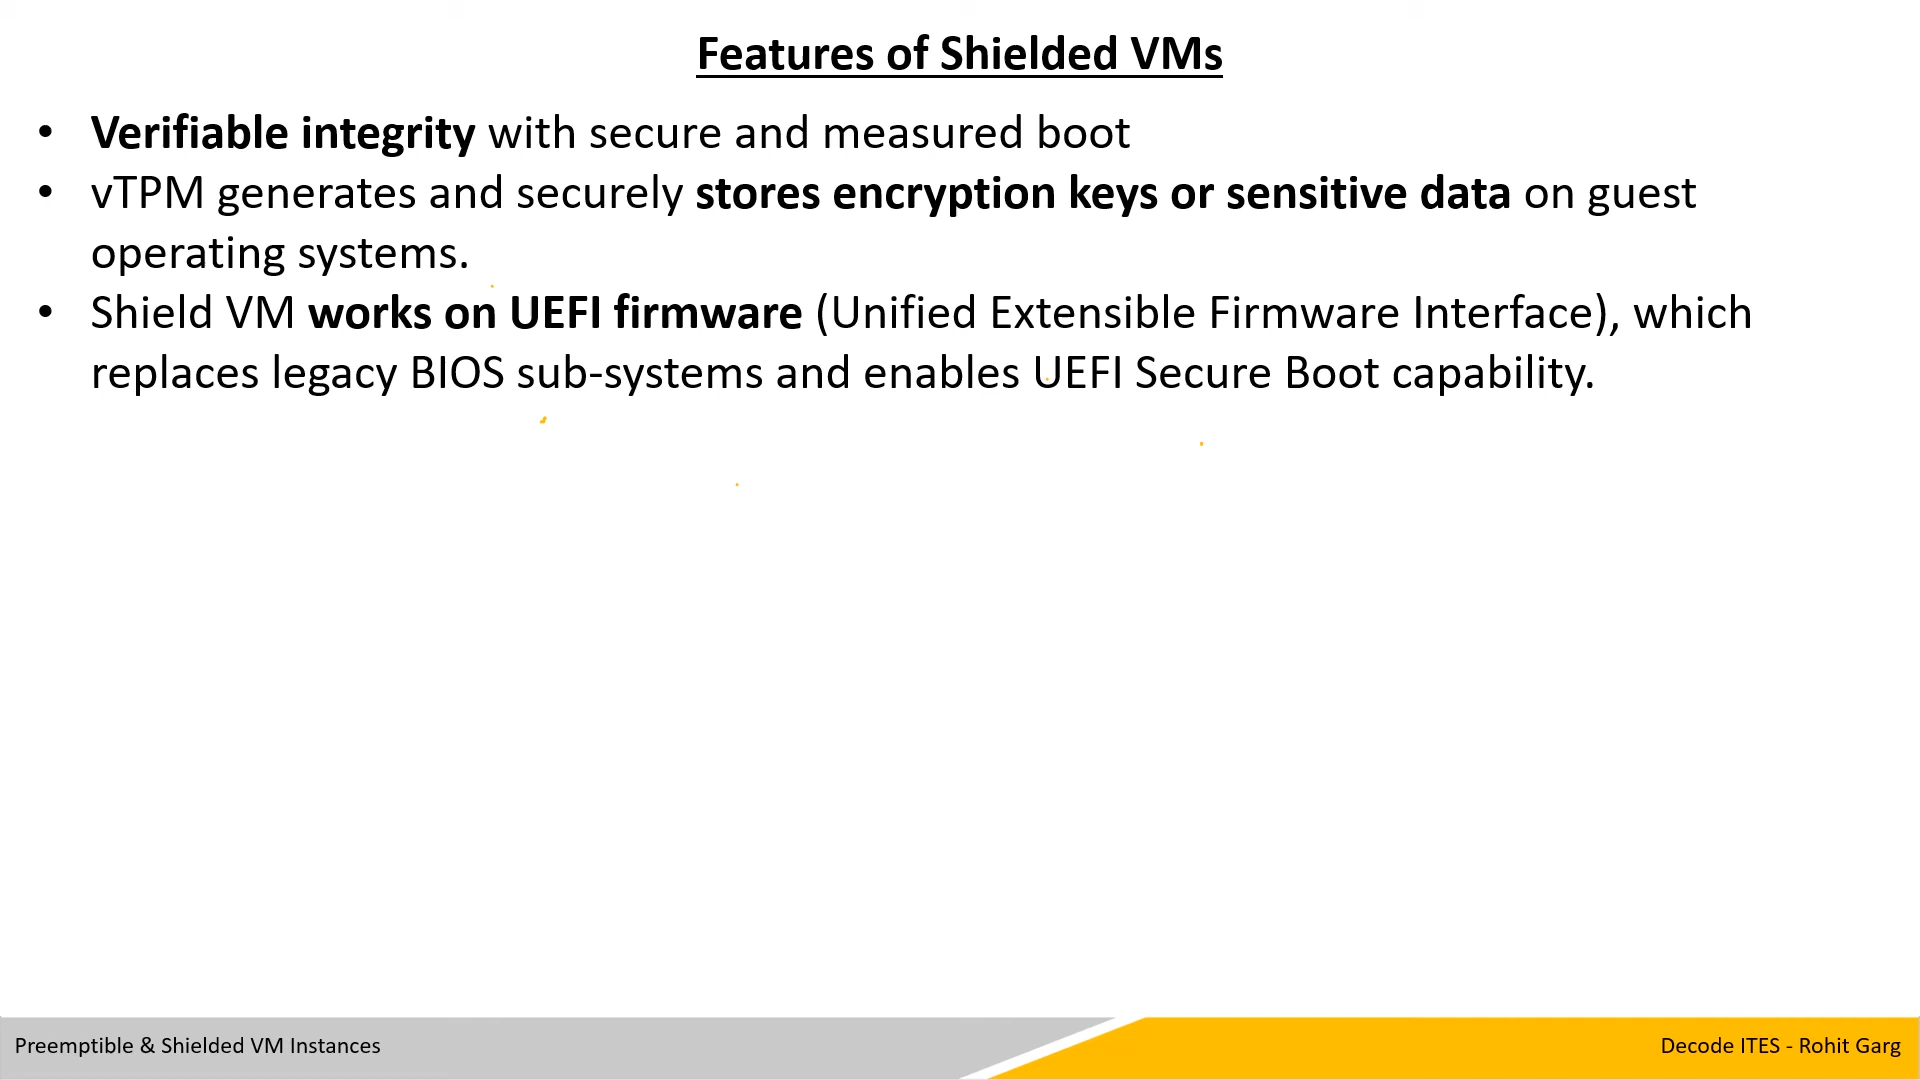 Features of Shielded VMs
• Verifiable integrity with secure and measured boot
• vTPM generates and securely stores encryption keys or sensitive data on guest
operating systems.
• Shield VM works on UEFI firmware (Unified Extensible Firmware Interface), which
replaces legacy BIOS sub-systems and enables UEFI Secure Boot capability.
Preemptible & Shielded VM Instances
Decode ITES - Rohit Garg